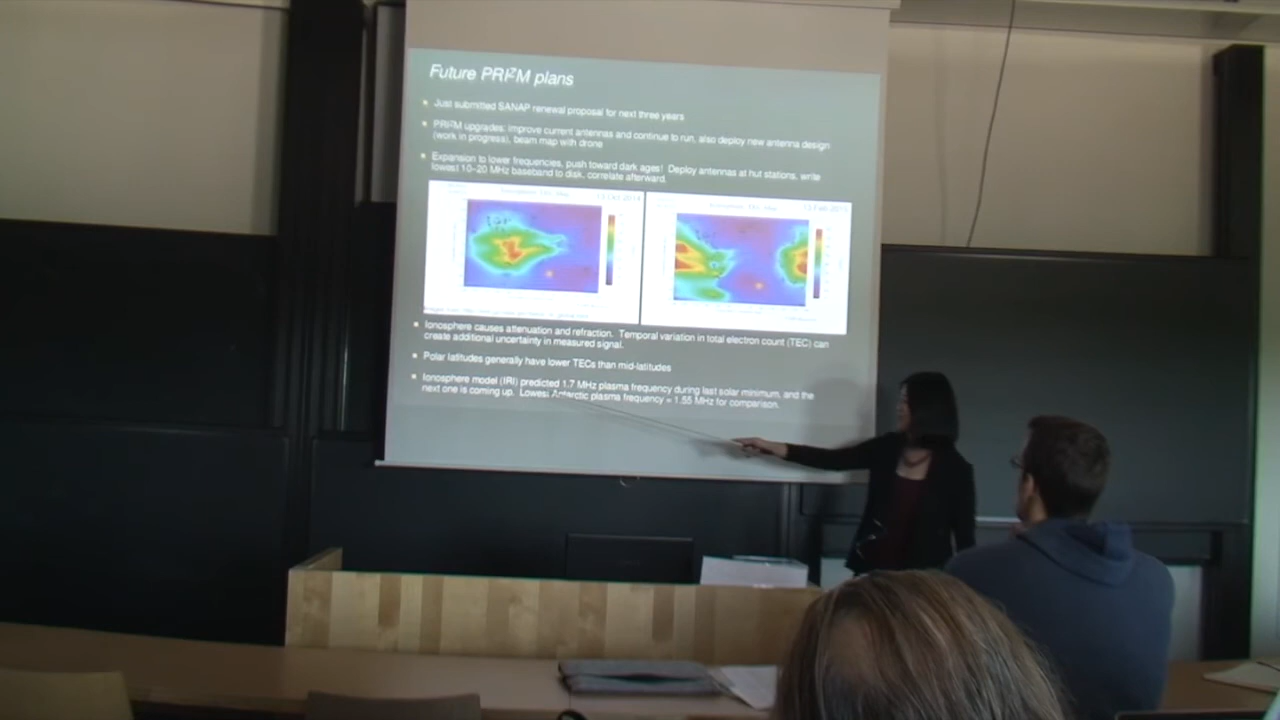 Future PRIZM plans
Just submitted SANAP renewal proposal for next three years
PRIZM upgrades: improve current antennas and continue to run, also deploy new antenna design
(work in progress), beam map with drone
Expansion to lower frequencies, push toward dark ages! Deploy antennas at hut stations, write
lowest 10–20 MHz baseband to disk, correlate afterward.
Ionosphere causes attenuation and refraction. Temporal variation in total electron count (TEC) can
create additional uncertainty in measured signal.
Polar latitudes generally have lower TECs than mid-latitudes
Ionosphere model (IRI) predicted 1.7 MHz plasma frequency during last solar minimum, and the
next one is coming up. Lowest Antarctic plasma frequency = 1.55 MHz for comparison.